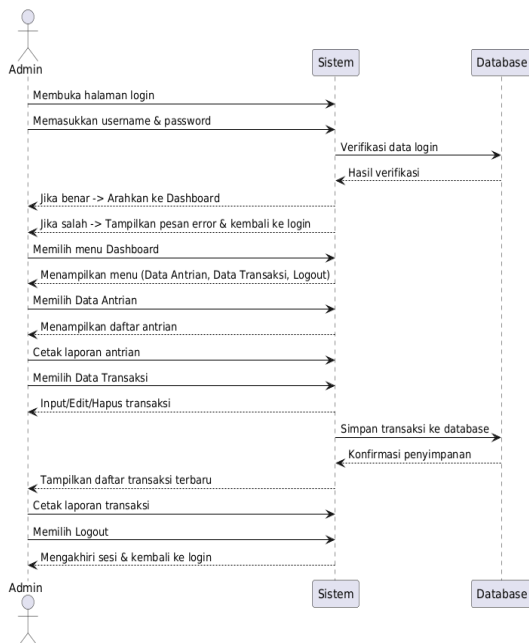 Admin
Sistem
Database
Membuka halaman login
Memasukkan username & password
Verifikasi data login
Hasil verifikasi
Jika benar -> Arahkan ke Dashboard
Jika salah -> Tampilkan pesan error & kembali ke login
Memilih menu Dashboard
Menampilkan menu (Data Antrian, Data Transaksi, Logout)
Memilih Data Antrian
Menampilkan daftar antrian
Cetak laporan antrian
Memilih Data Transaksi
Input/Edit/Hapus transaksi
Simpan transaksi ke database
Konfirmasi penyimpanan
Tampilkan daftar transaksi terbaru
Cetak laporan transaksi
Memilih Logout
Mengakhiri sesi & kembali ke login
Admin
Sistem
Database